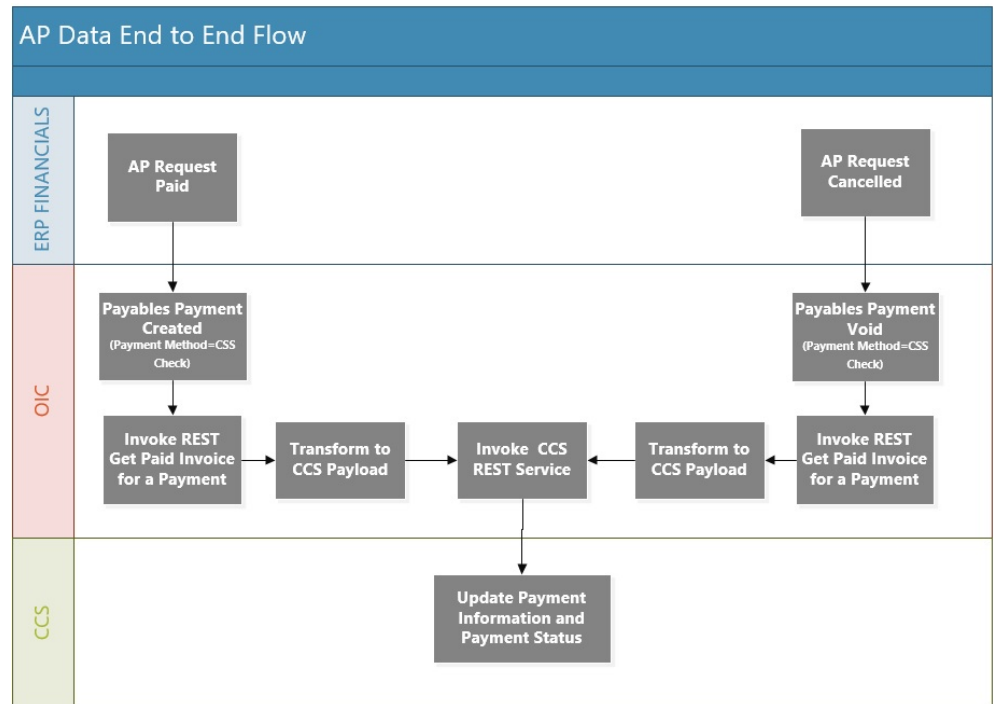 AP Data End to End Flow
ERP FINANCIALS
AP Request
Paid
AP Request
Cancelled
OIC
Payables Payment
Created
(Payment Method=CSS
Check)
Payables Payment
Void
(Payment Method=CSS
Check)
Invoke REST
Get Paid Invoice
for a Payment
Transform to
CCS Payload
Invoke CCS
REST Service
Transform to
CCS Payload
Invoke REST
Get Paid Invoice
for a Payment
CCS
Update Payment
Information and
Payment Status